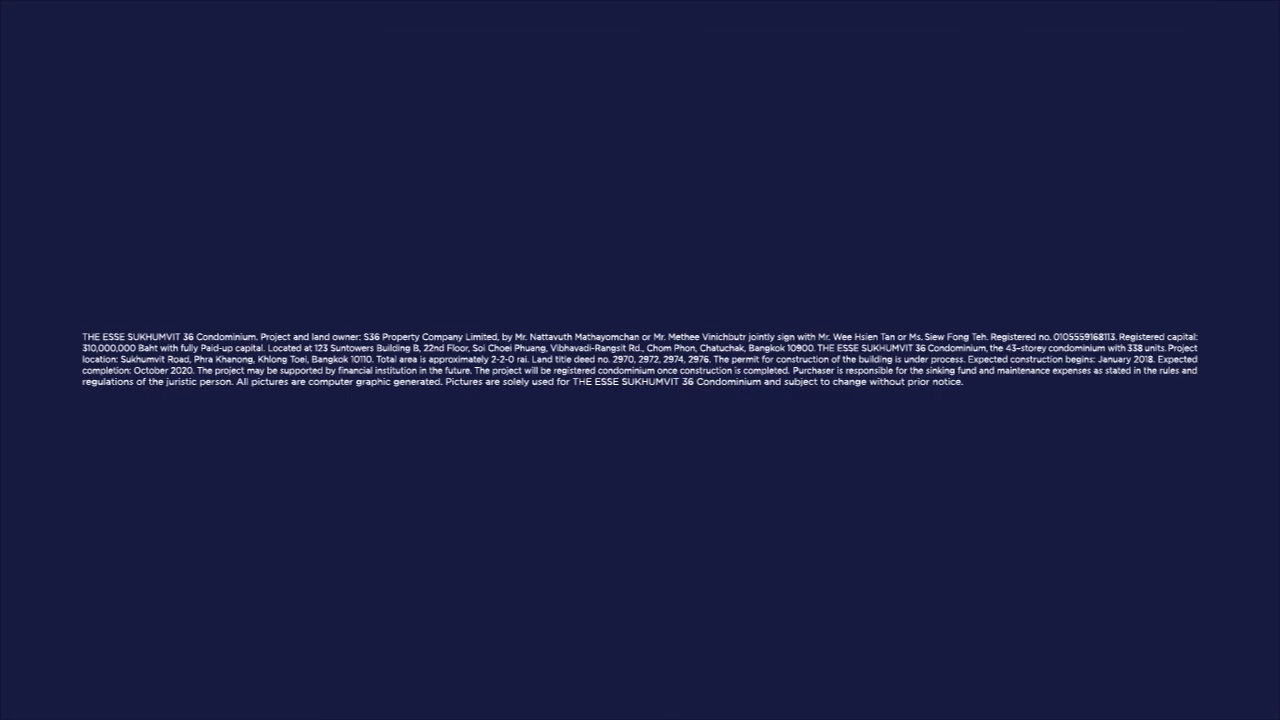 THE ESSE SUKHUMVIT 36 Condominium. Project and land owner: S36 Property Company Limited, by Mr. Nattavuth Mathayomchan or Mr. Methee Vinichbutr jointly sign with Mr. Wee Hsien Tan or Ms. Siew Fong Teh. Registered no. 0105559168113. Registered capital:
310,000,000 Baht with fully Paid-up capital. Located at 123 Suntowers Building B, 22nd Floor, Soi Choei Phuang, Vibhavadi-Rangsit Rd., Chom Phon, Chatuchak, Bangkok 10900. THE ESSE SUKHUMVIT 36 Condominium, the 43-storey condominium with 338 units. Project
location: Sukhumvit Road, Phra Khanong, Khlong Toei, Bangkok 10110. Total area is approximately 2-2-0 rai. Land title deed no. 2970, 2972, 2974, 2976. The permit for construction of the building is under process. Expected construction begins: January 2018. Expected
completion: October 2020. The project may be supported by financial institution in the future. The project will be registered condominium once construction is completed. Purchaser is responsible for the sinking fund and maintenance expenses as stated in the rules and
regulations of the juristic person. All pictures are computer graphic generated. Pictures are solely used for THE ESSE SUKHUMVIT 36 Condominium and subject to change without prior notice.